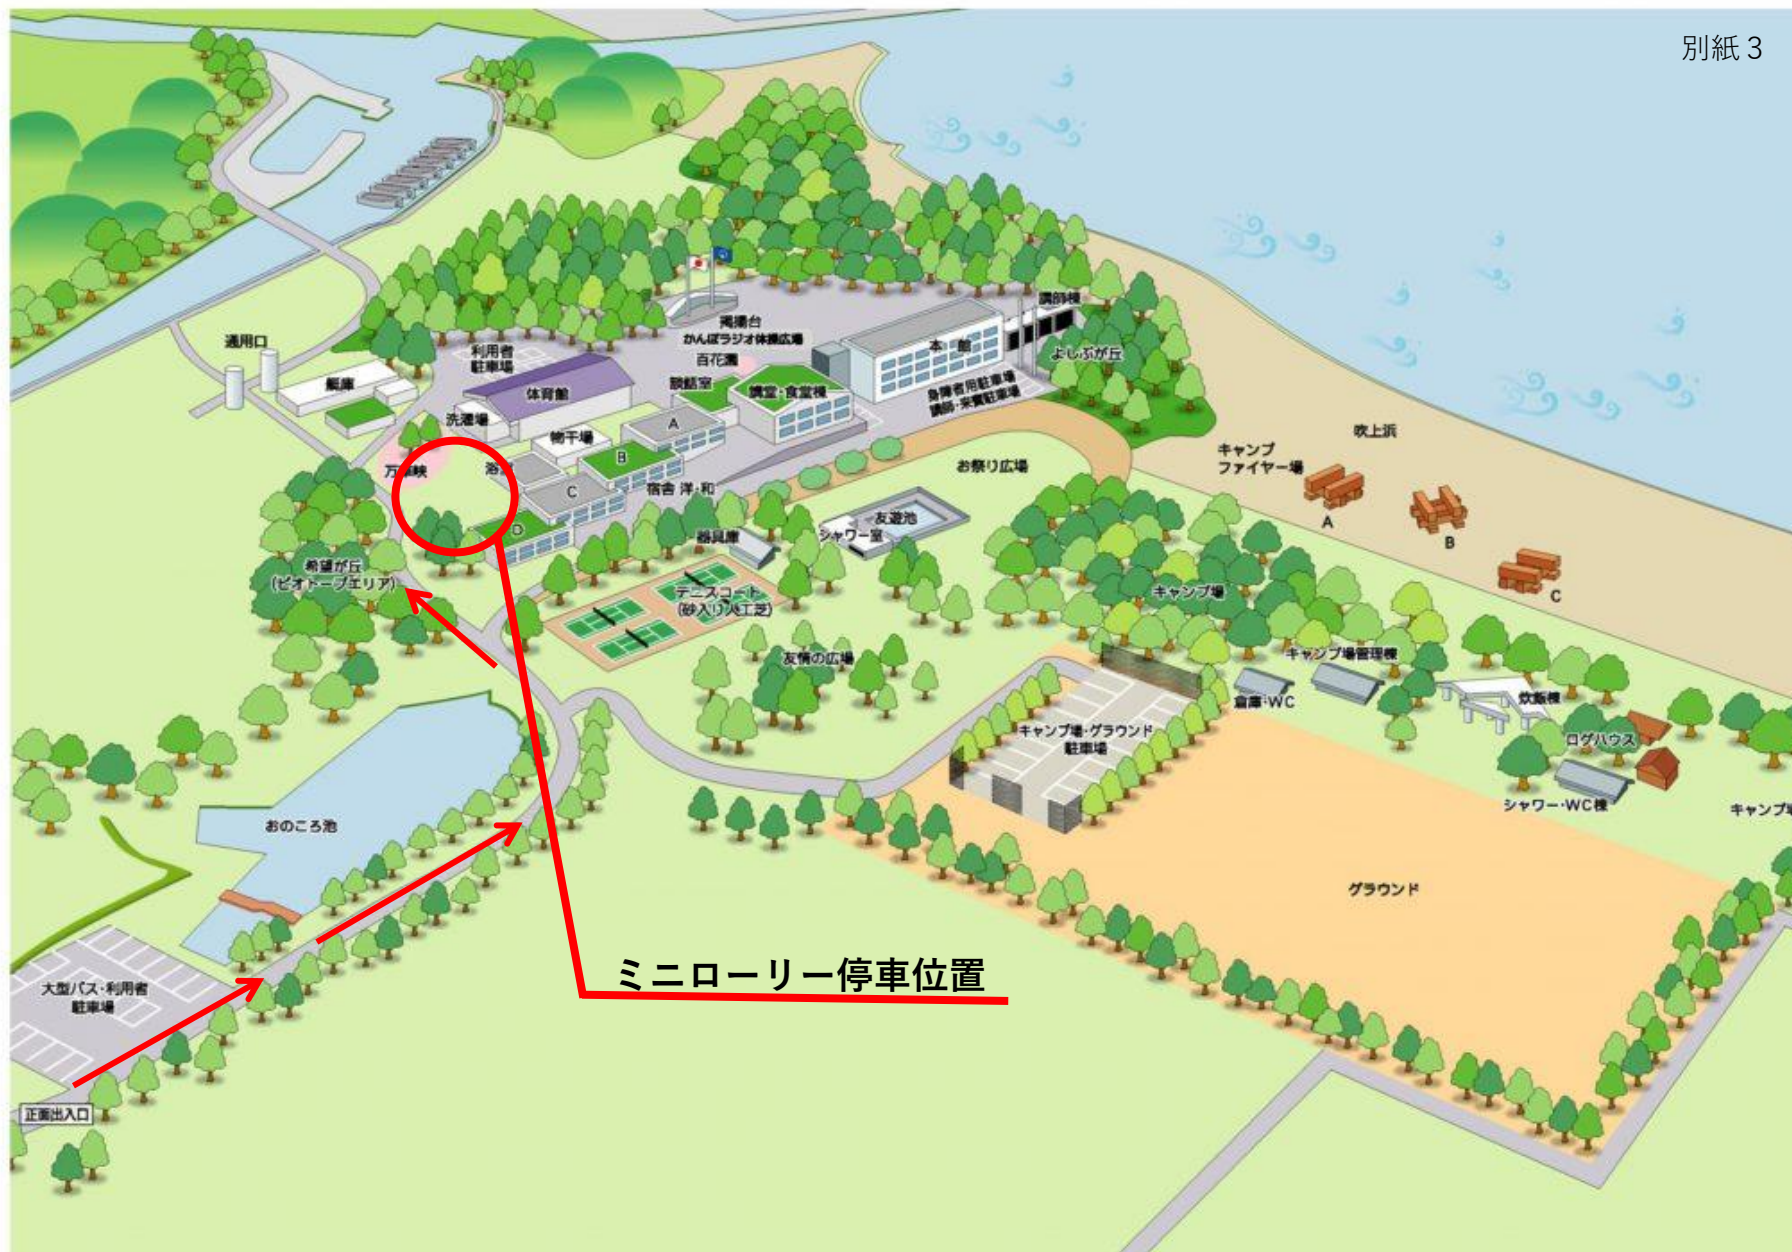 別紙３
講師棟
掲揚台
かんぽラジオ体操広場
本 館
通用口
利用者
駐車場
百花園
よしぶが丘
艇庫
体育館
談話室
講堂・食堂棟
身障者用駐車場
講師・来賓駐車場
洗濯場
A
物干場
吹上浜
キャンプ
ファイヤー場
B
お祭り広場
C
宿舎 洋・和
A
友遊池
D
器具庫
シャワー室
B
希望が丘
(ビオトープエリア)
テニスコート
(砂入り人工芝)
キャンプ場
C
友情の広場
キャンプ場管理棟
倉庫・WC
炊飯棟
キャンプ場・グラウンド
駐車場
ログハウス
シャワー・WC棟
キャンプ場
おのころ池
グラウンド
ミニローリー停車位置
大型バス・利用者
駐車場
正面出入口